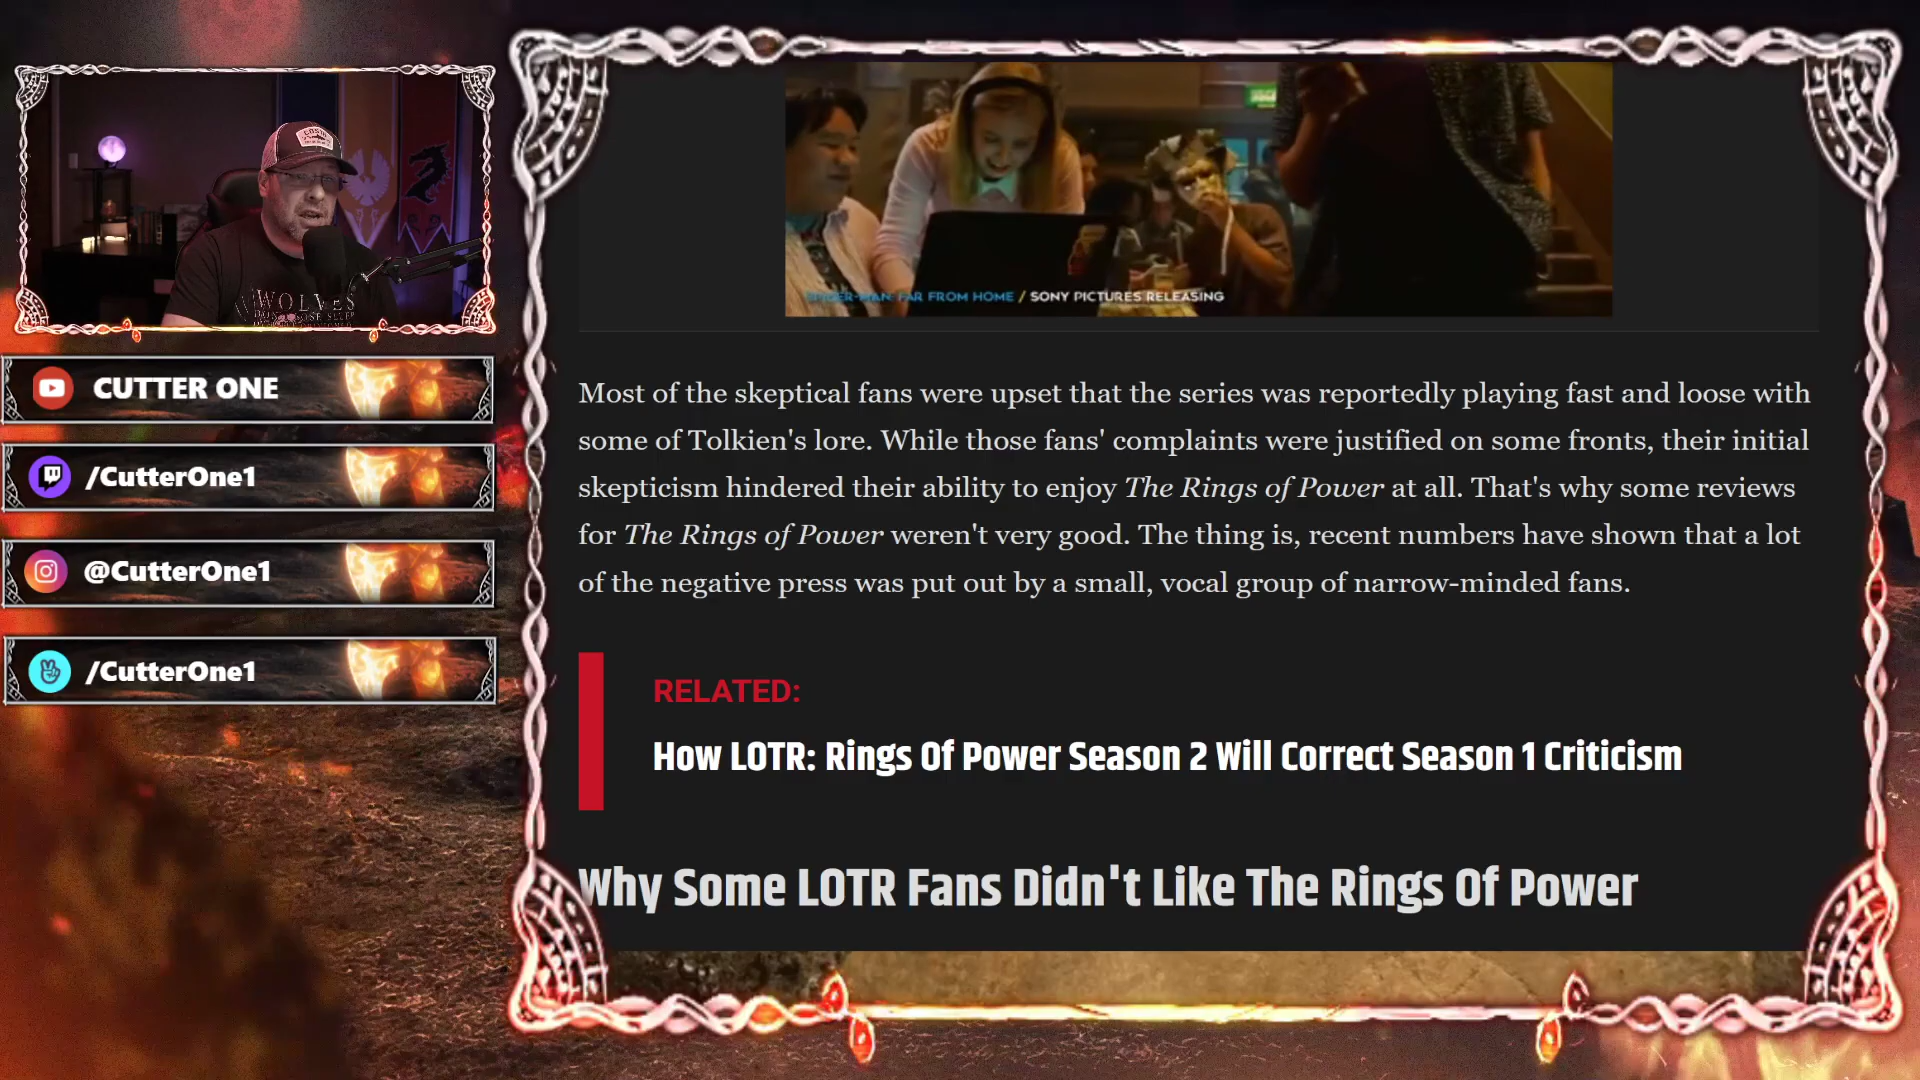 WOLVES
CUTTER ONE
/CutterOne1
@CutterOne1
/CutterOne1
SPIDER-MAN: FAR FROM HOME / SONY PICTURES RELEASING
Most of the skeptical fans were upset that the series was reportedly playing fast and loose with
some of Tolkien's lore. While those fans' complaints were justified on some fronts, their initial
skepticism hindered their ability to enjoy The Rings of Power at all. That's why some reviews
for The Rings of Power weren't very good. The thing is, recent numbers have shown that a lot
of the negative press was put out by a small, vocal group of narrow-minded fans.
RELATED:
How LOTR: Rings Of Power Season 2 Will Correct Season 1 Criticism
Why Some LOTR Fans Didn't Like The Rings Of Power